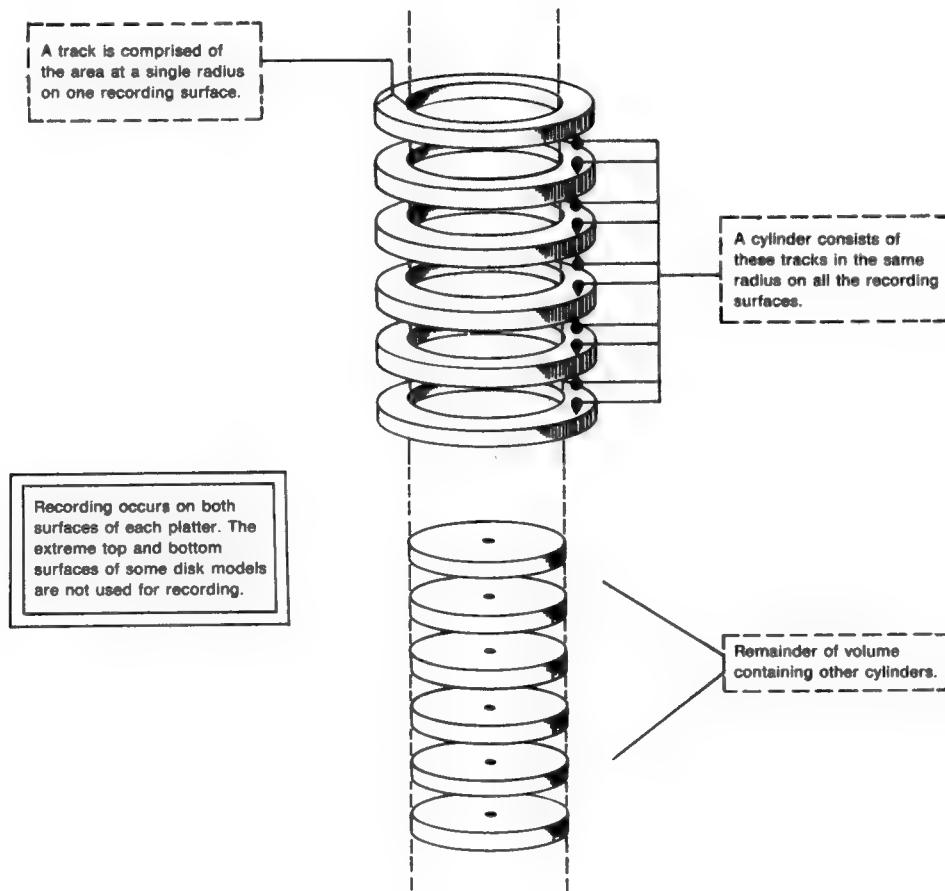 A track is comprised of
the area at a single radius
on one recording surface.
A cylinder consists of
these tracks in the same
radius on all the recording
surfaces.
Recording occurs on both
surfaces of each platter. The
extreme top and bottom
surfaces of some disk models
are not used for recording.
Remainder of volume
containing other cylinders.